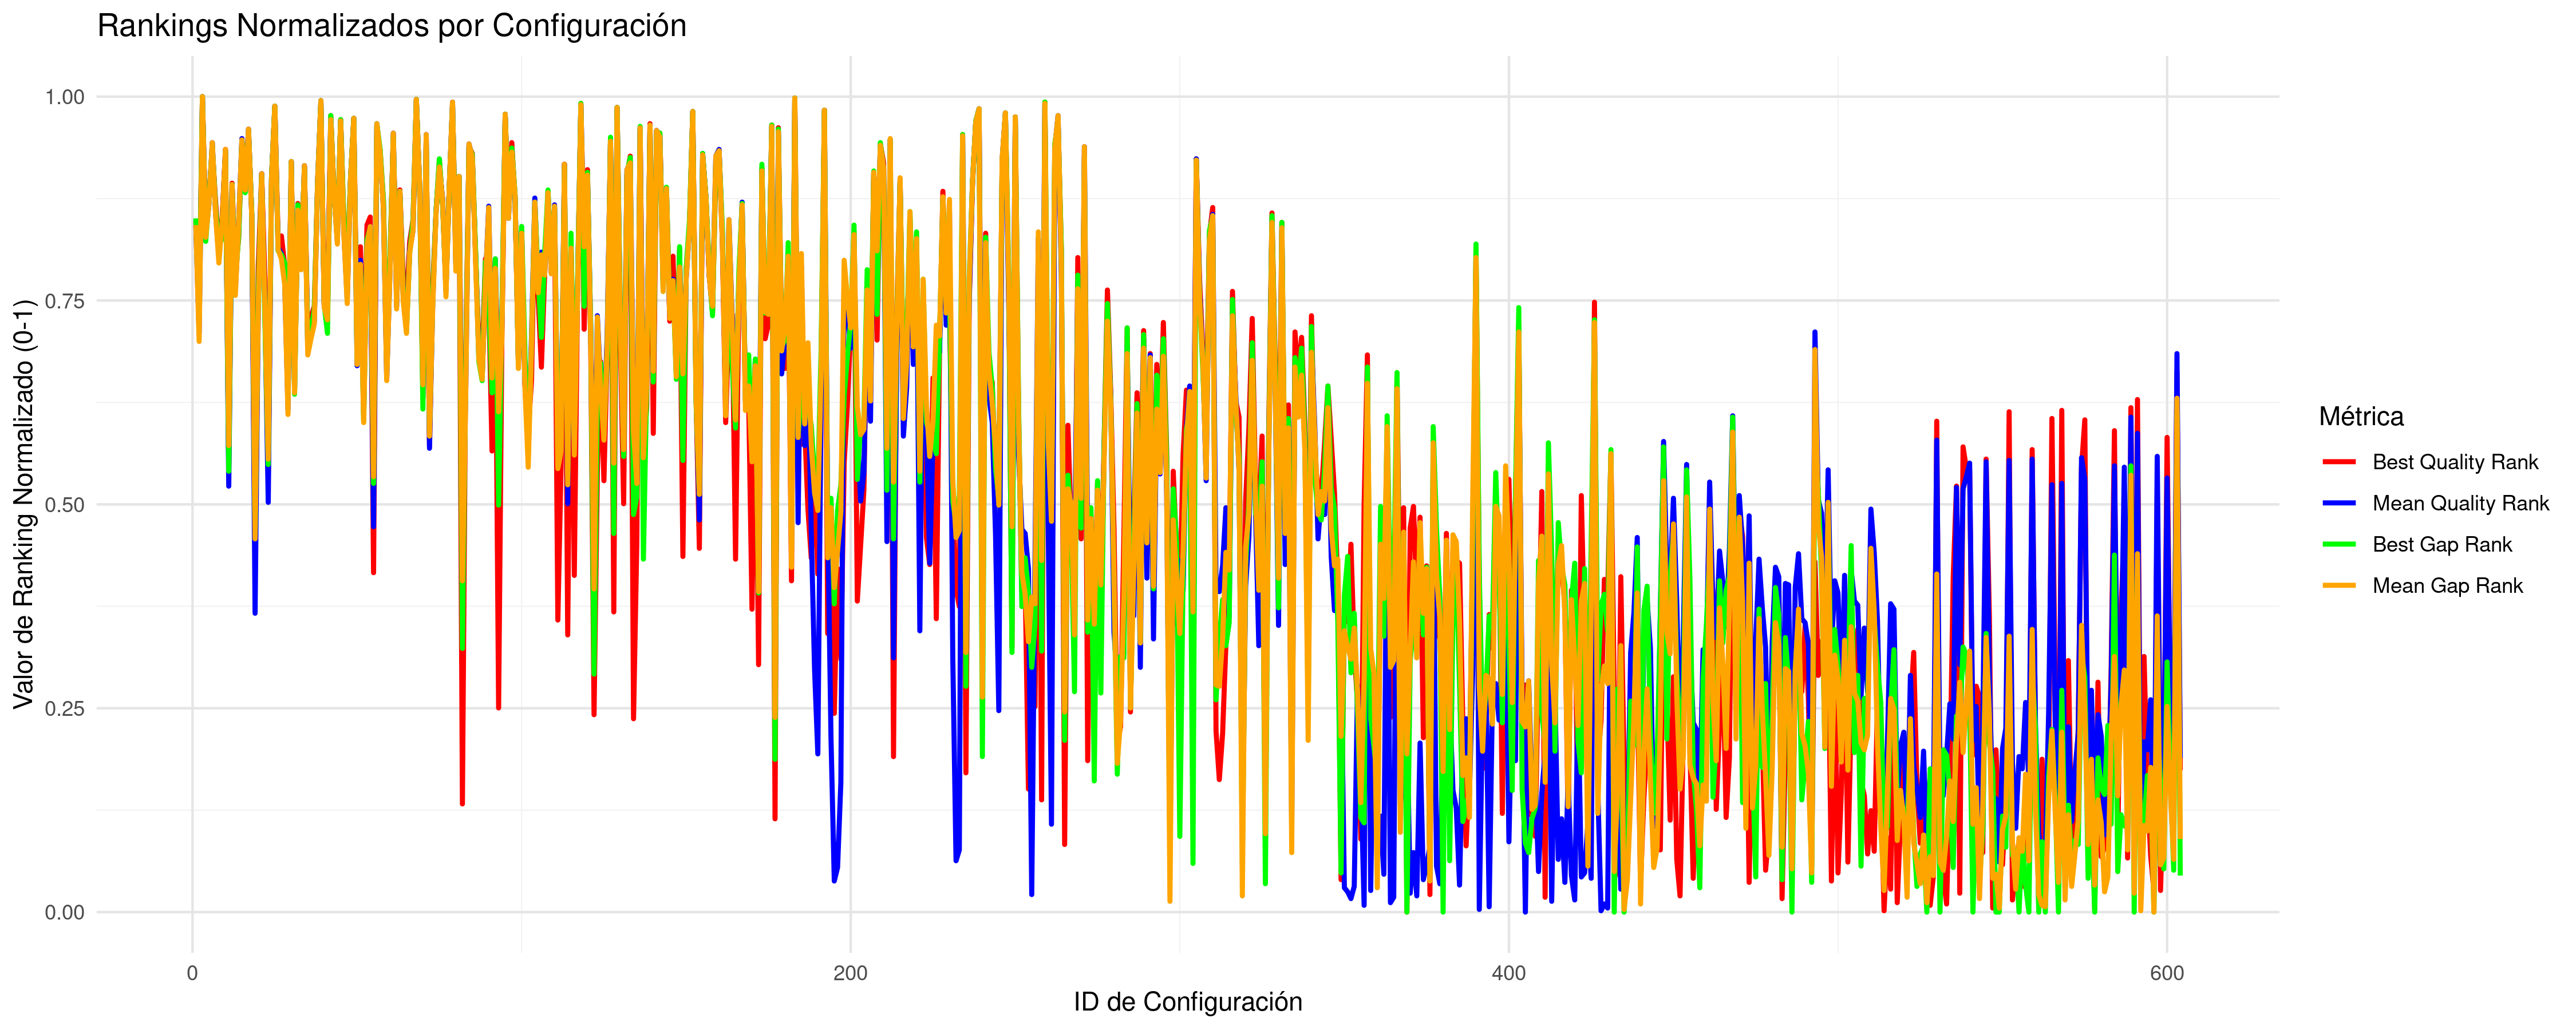 Rankings Normalizados por Configuración
Valor de Ranking Normalizado (0-1)
1.00
0.75
0.50
0.25
0.00
0
200
400
600
ID de Configuración
Métrica
Best Quality Rank
Mean Quality Rank
Best Gap Rank
Mean Gap Rank